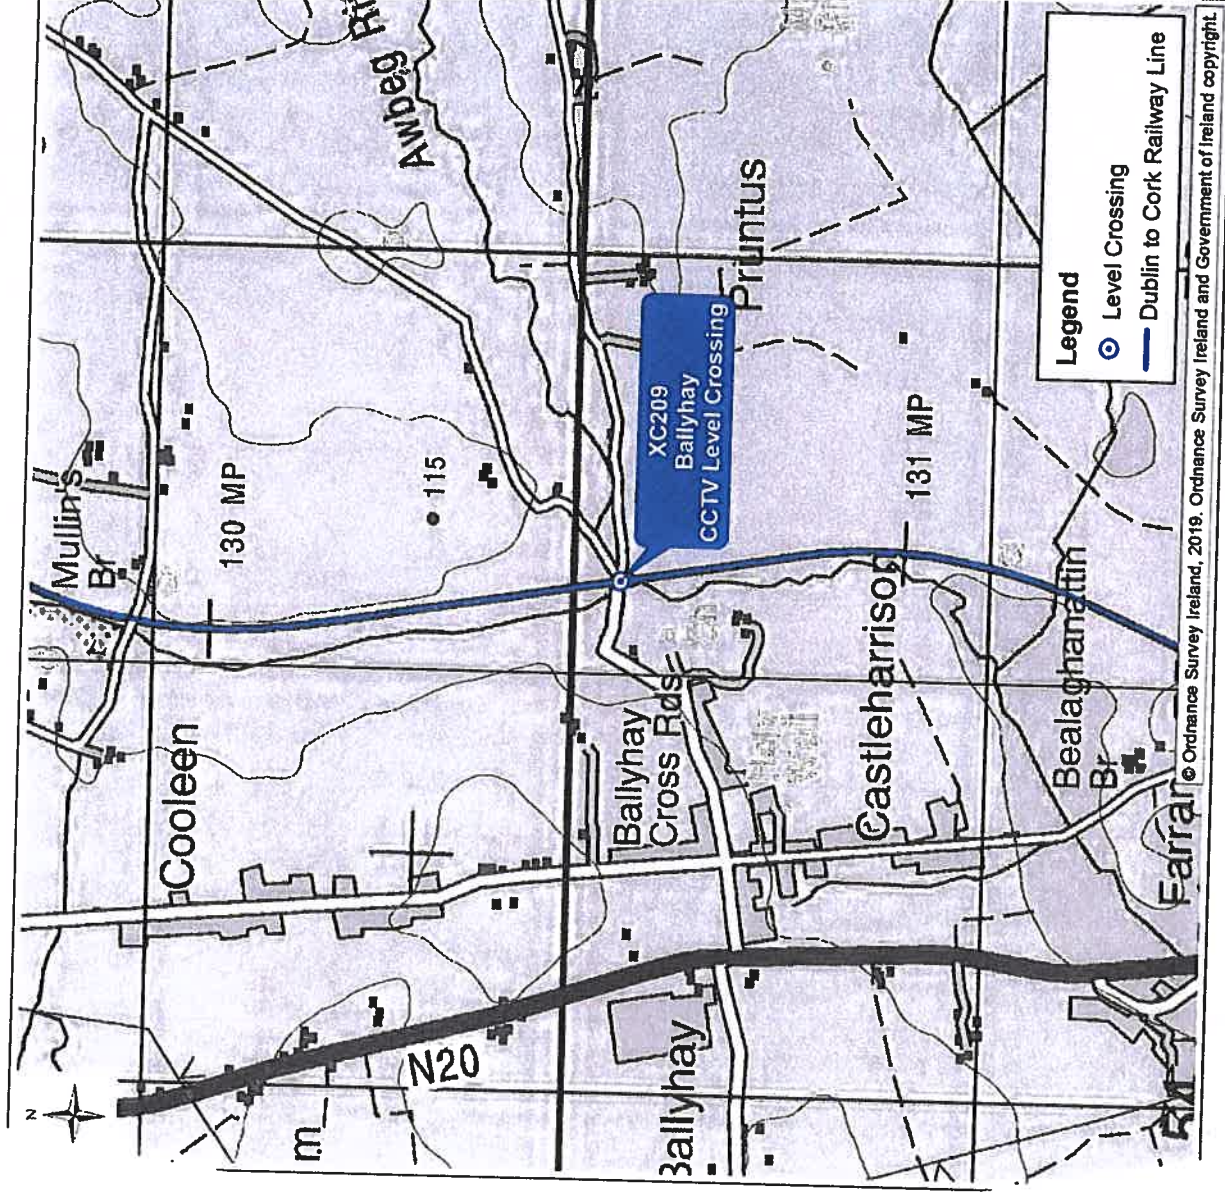 N
m
N20
Ballyhay
Cooleen
Mullin's
Br
130 MP
115
Awbeg Ri
Ballyhay
Cross Rds
XC209
Ballyhay
CCTV Level Crossing
Pruntus
Castleharrison
131 MP
Bealaghanattin
Br
Farran
Legend
Level Crossing
Dublin to Cork Railway Line
© Ordnance Survey Ireland, 2019. Ordnance Survey Ireland and Government of Ireland copyright.